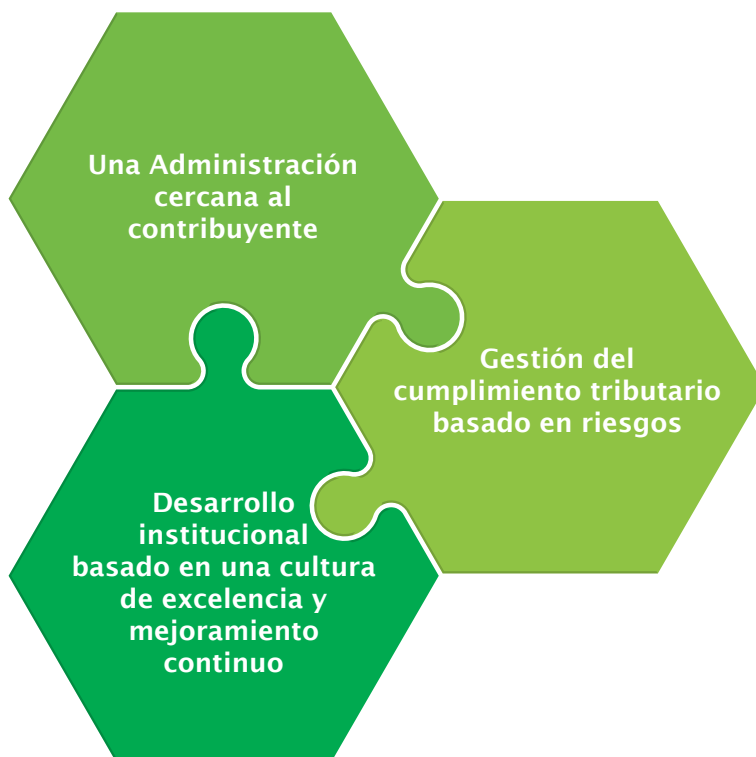 Una Administración
cercana al
contribuyente
Gestión del
cumplimiento tributario
basado en riesgos
Desarrollo
institucional
basado en una cultura
de excelencia y
mejoramiento
continuo